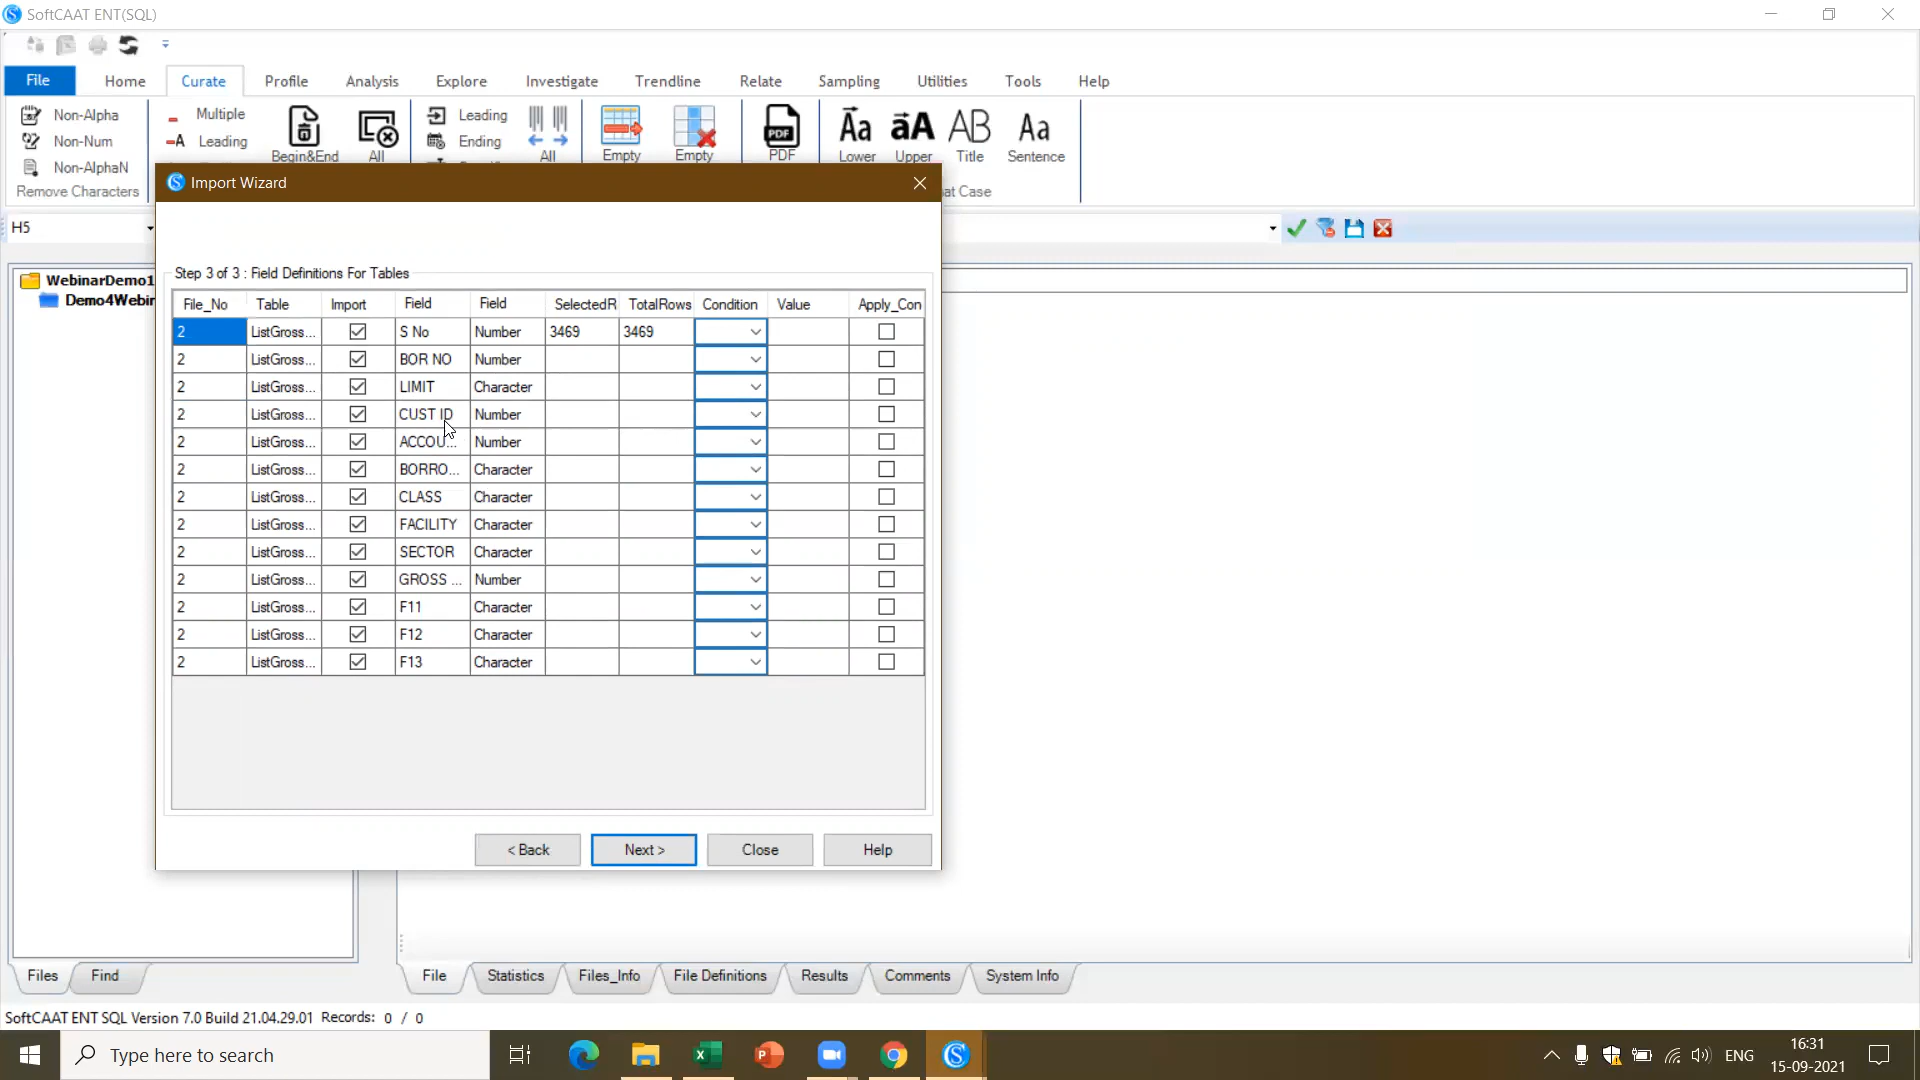 SoftCAAT ENT(SQL)
File Home Curate Profile Analysis Explore Investigate Trendline Relate Sampling Utilities Tools Help
Non-Alpha Multiple Leading
Non-Num Leading Ending
Non-AlphaN Begin&End All All Empty Empty PDF Lower Upper Title Sentence
Remove Characters at Case
Import Wizard
H5
Step 3 of 3 : Field Definitions For Tables
WebinarDemo1
Demo4Webin
File_No Table Import Field Field SelectedR TotalRows Condition Value Apply_Con
2 ListGross... S No Number 3469 3469
2 ListGross... BOR NO Number
2 ListGross... LIMIT Character
2 ListGross... CUST ID Number
2 ListGross... ACCOU... Number
2 ListGross... BORRO... Character
2 ListGross... CLASS Character
2 ListGross... FACILITY Character
2 ListGross... SECTOR Character
2 ListGross... GROSS ... Number
2 ListGross... F11 Character
2 ListGross... F12 Character
2 ListGross... F13 Character
< Back Next > Close Help
Files Find File Statistics Files_Info File Definitions Results Comments System Info
SoftCAAT ENT SQL Version 7.0 Build 21.04.29.01 Records: 0 / 0
Type here to search ENG 16:31
15-09-2021